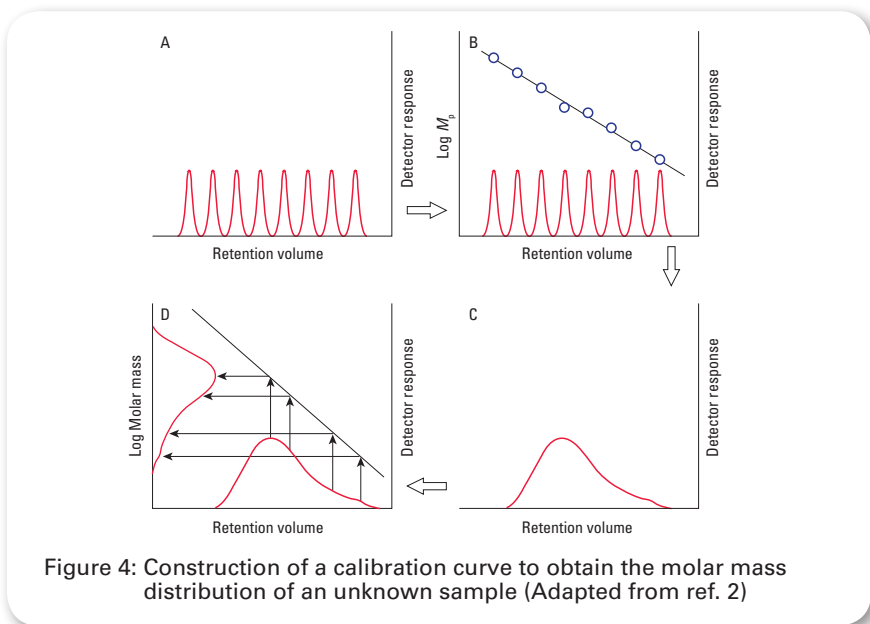 A
Detector response
Retention volume
B
Log Mp
Detector response
Retention volume
D
Log Molar mass
Detector response
Retention volume
C
Detector response
Retention volume
Figure 4: Construction of a calibration curve to obtain the molar mass
distribution of an unknown sample (Adapted from ref. 2)